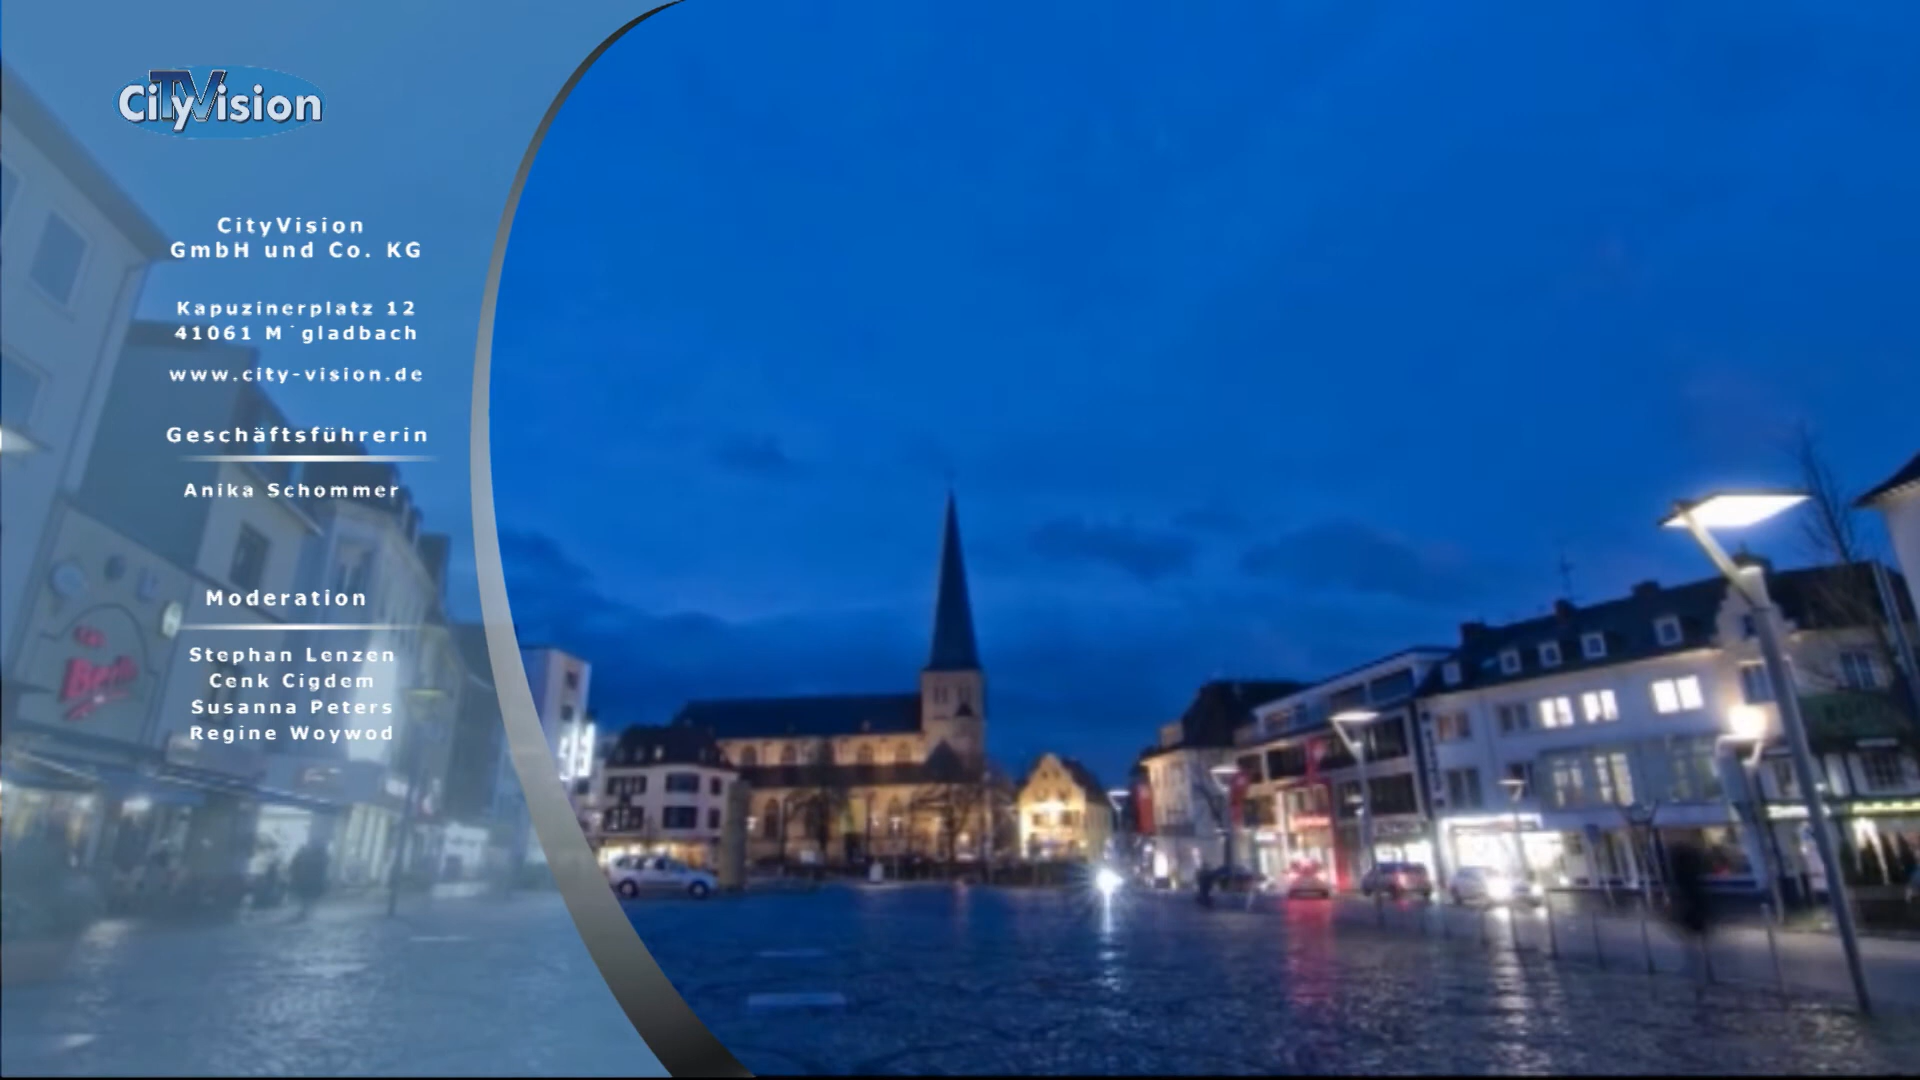 CityVision
TV
CityVision
GmbH und Co. KG
Kapuzinerplatz 12
41061 M´gladbach
www.city-vision.de
Geschäftsführerin
Anika Schommer
Moderation
Stephan Lenzen
Cenk Cigdem
Susanna Peters
Regine Woywod